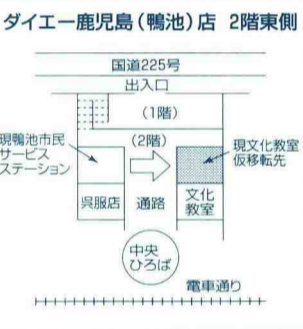 ダイエー鹿児島（鴨池）店 2階東側
国道225号
出入口
（1階）
（2階）
現鴨池市民
サービス
ステーション
現文化教室
仮移転先
呉服店
通路
文化
教室
中央
ひろば
電車通り